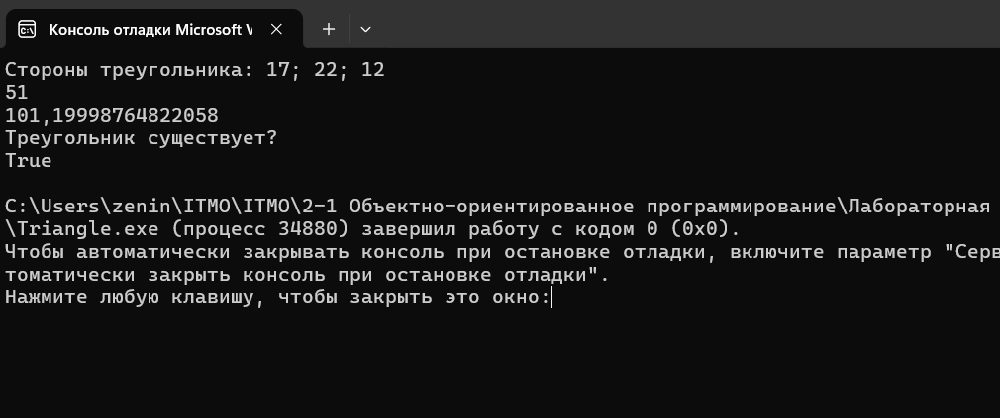 Консоль отладки Microsoft V
Стороны треугольника: 17; 22; 12
51
101,19998764822058
Треугольник существует?
True
C:\Users\zenin\ITMO\ITMO\2-1 Объектно-ориентированное программирование\Лабораторная
\Triangle.exe (процесс 34880) завершил работу с кодом 0 (0x0).
Чтобы автоматически закрывать консоль при остановке отладки, включите параметр "Серв
томатически закрыть консоль при остановке отладки".
Нажмите любую клавишу, чтобы закрыть это окно: